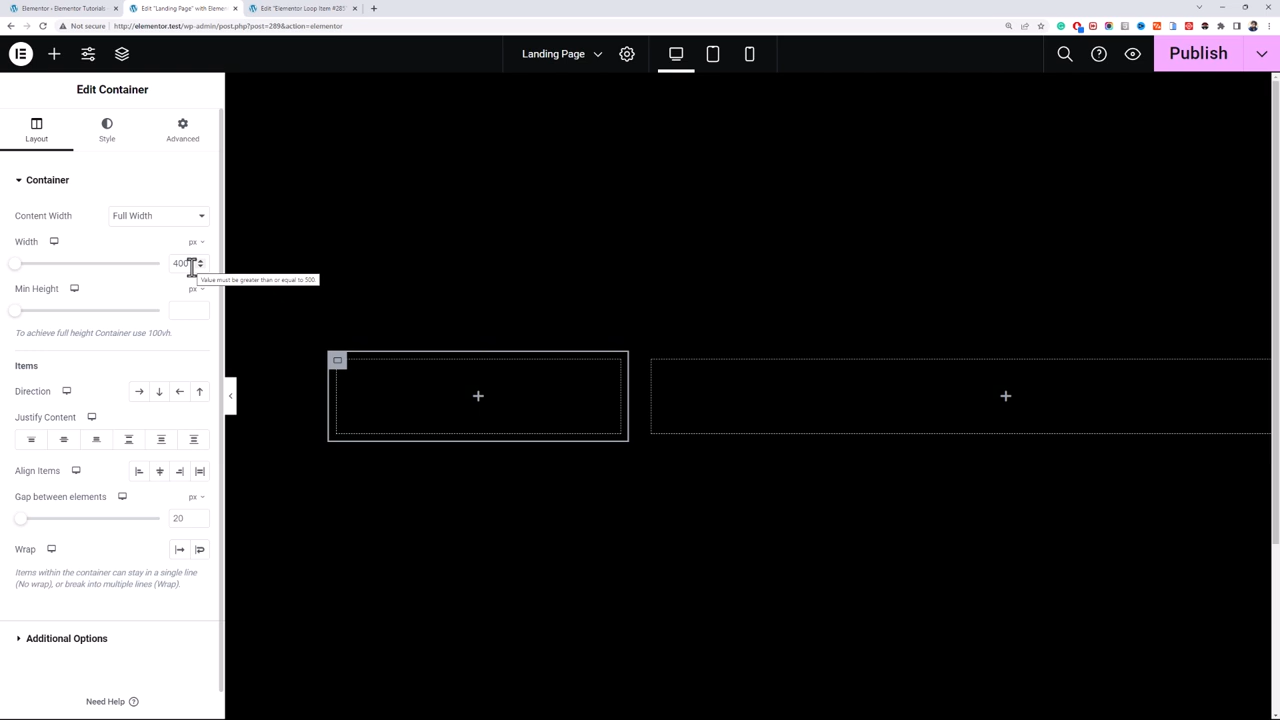 Elementor - Elementor Tutorials -
Edit "Landing Page" with Eleme
Edit "Elementor Loop Item #285"
Not secure | http://elementor.test/wp-admin/post.php?post=289&action=elementor
Landing Page
Publish
Edit Container
Layout
Style
Advanced
Container
Content Width
Full Width
Width
px
400
Value must be greater than or equal to 500.
Min Height
px
To achieve full height Container use 100vh.
Items
Direction
Justify Content
Align Items
Gap between elements
px
20
Wrap
Items within the container can stay in a single line
(No wrap), or break into multiple lines (Wrap).
Additional Options
Need Help